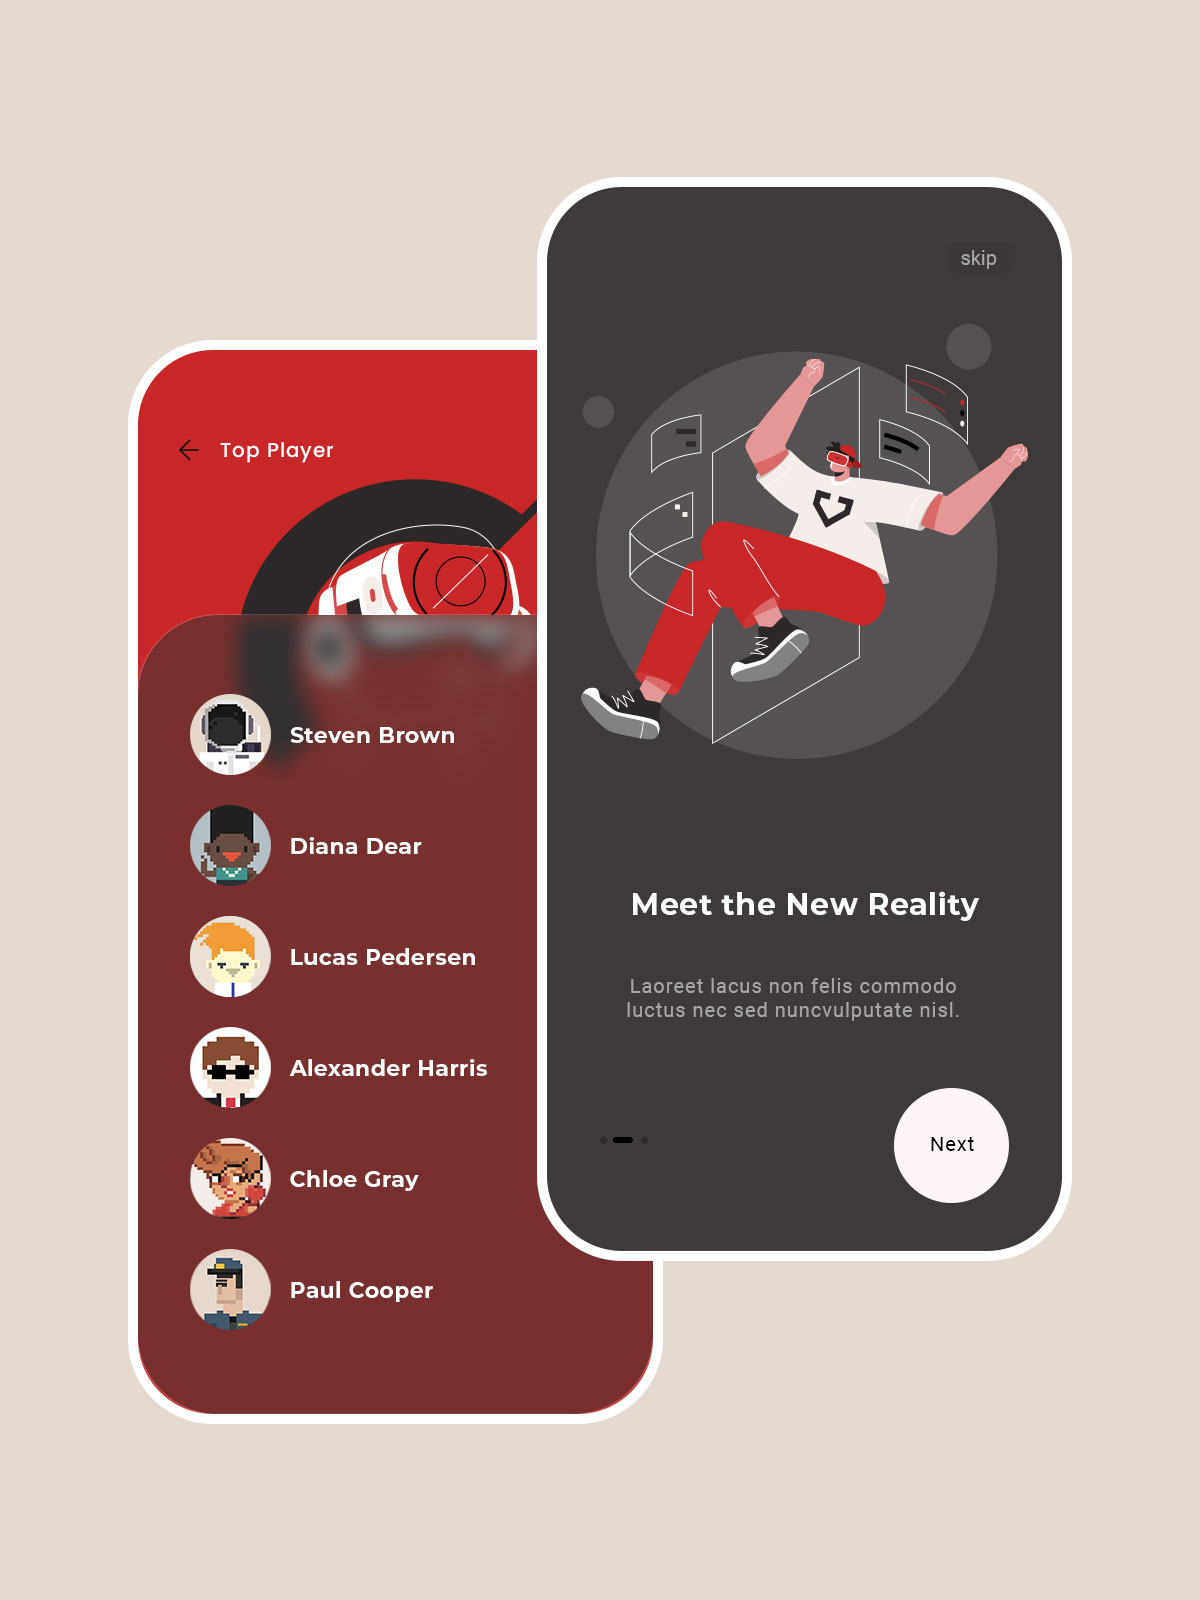 Top Player
Steven Brown
Diana Dear
Lucas Pedersen
Alexander Harris
Chloe Gray
Paul Cooper
skip
Meet the New Reality
Laoreet lacus non felis commodo
luctus nec sed nuncvulputate nisl.
Next